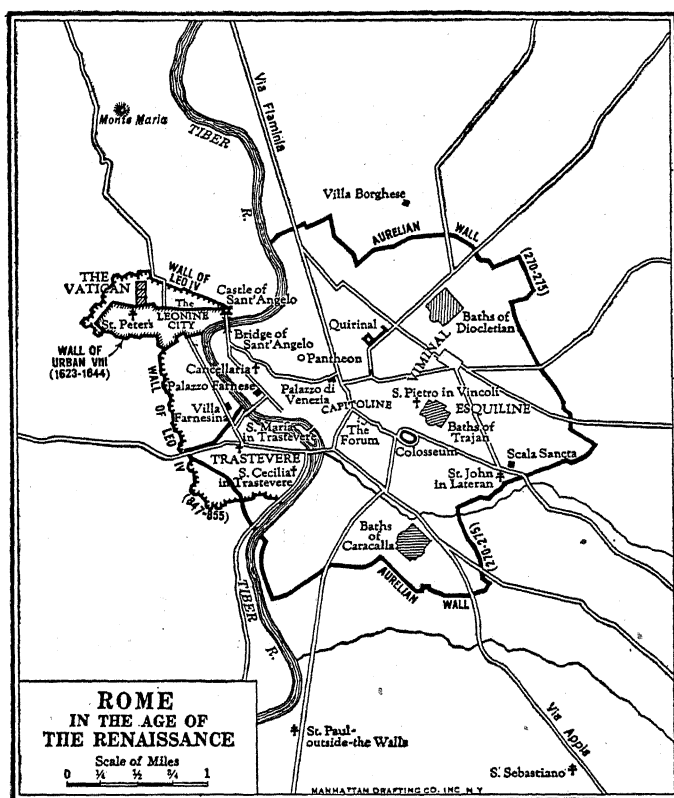 Via Flaminia
Monte Maria
TIBER
R.
Villa Borghese
AURELIAN
WALL
(270-275)
WALL OF
LEO IV
THE
VATICAN
Castle of
Sant'Angelo
The
LEONINE
CITY
St. Peter's
Bridge of
Sant'Angelo
Quirinal
Baths of
Diocletian
WALL OF
URBAN VIII
(1623-1644)
Pantheon
VIMINAL
Cancellaria
Palazzo Farnese
Palazzo di
Venezia
S. Pietro in Vincoli
WALL OF LEO IV
Villa
Farnesina
CAPITOLINE
ESQUILINE
Baths of
Trajan
S. Maria
in Trastevere
The
Forum
Colosseum
TRASTEVERE
Scala Sancta
S. Cecilia
in Trastevere
St. John
in Lateran
(847-855)
Baths
of
Caracalla
(270-275)
AURELIAN
WALL
TIBER
R.
Via Appia
St. Paul-
outside-the Walls
S. Sebastiano
ROME
IN THE AGE OF
THE RENAISSANCE
Scale of Miles
0 ¼ ½ ¾ 1
MANHATTAN DRAFTING CO. INC. N.Y.